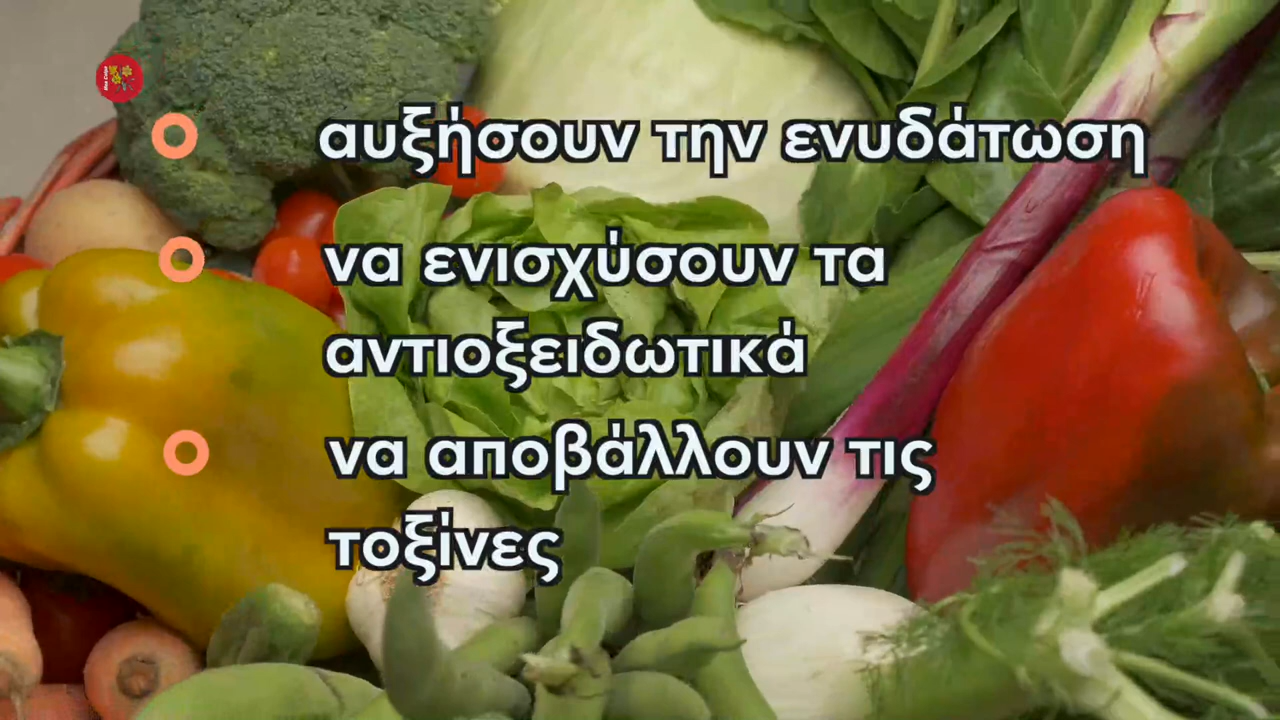 αυξήσουν την ενυδάτωση
να ενισχύσουν τα
αντιοξειδωτικά
να αποβάλλουν τις
τοξίνες